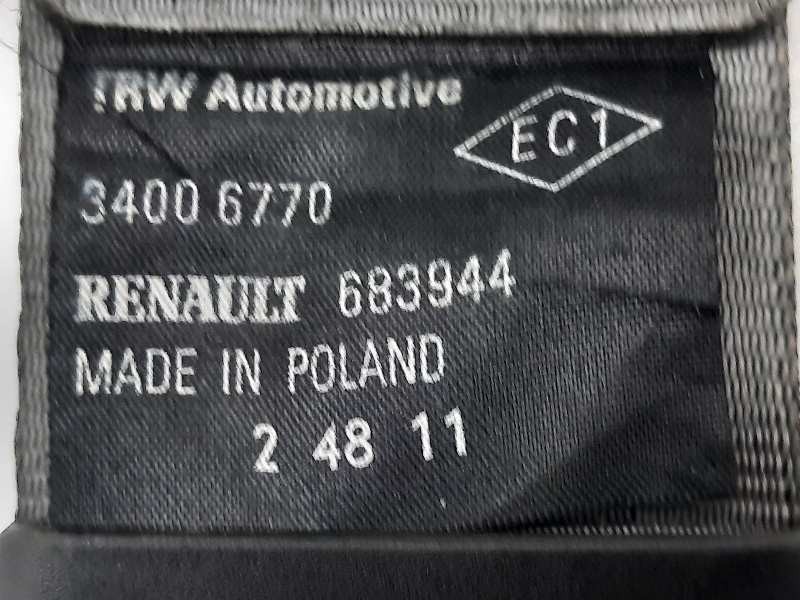 TRW Automotive
EC1
3400 6770
RENAULT 683944
MADE IN POLAND
2 48 11